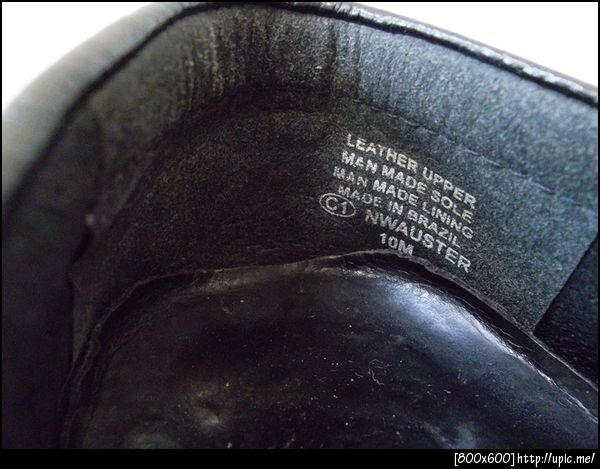 LEATHER UPPER
MAN MADE SOLE
MAN MADE LINING
MADE IN BRAZIL
C1 NWAUSTER
10M
[800x600]http://upic.me/